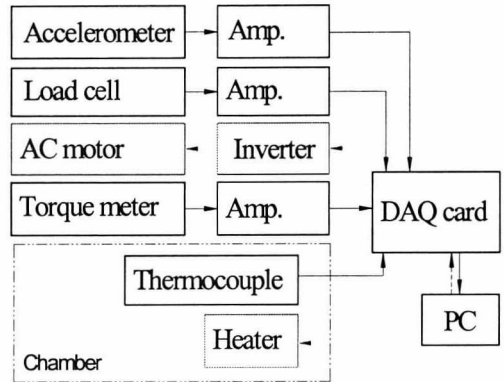 Accelerometer Amp.
Load cell Amp.
AC motor Inverter
Torque meter Amp. DAQ card
Thermocouple
PC
Heater
Chamber